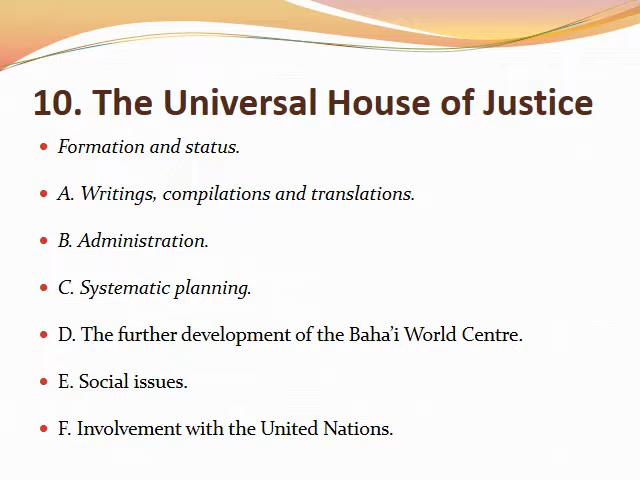 10. The Universal House of Justice
• Formation and status.
• A. Writings, compilations and translations.
• B. Administration.
• C. Systematic planning.
• D. The further development of the Baha’i World Centre.
• E. Social issues.
• F. Involvement with the United Nations.